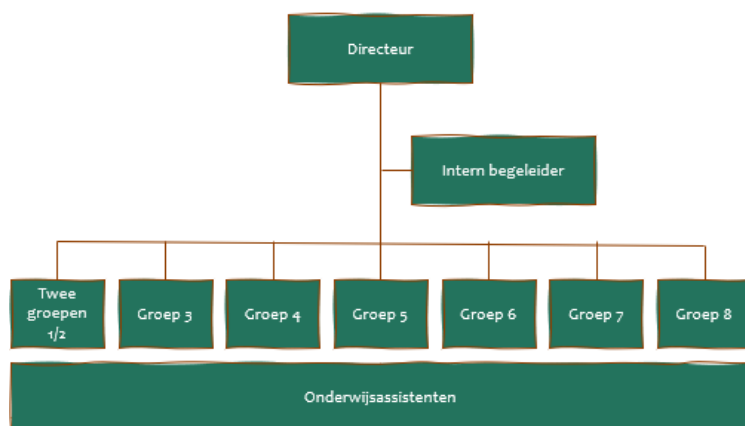 Directeur
Intern begeleider
Twee
groepen
1/2
Groep 3
Groep 4
Groep 5
Groep 6
Groep 7
Groep 8
Onderwijsassistenten